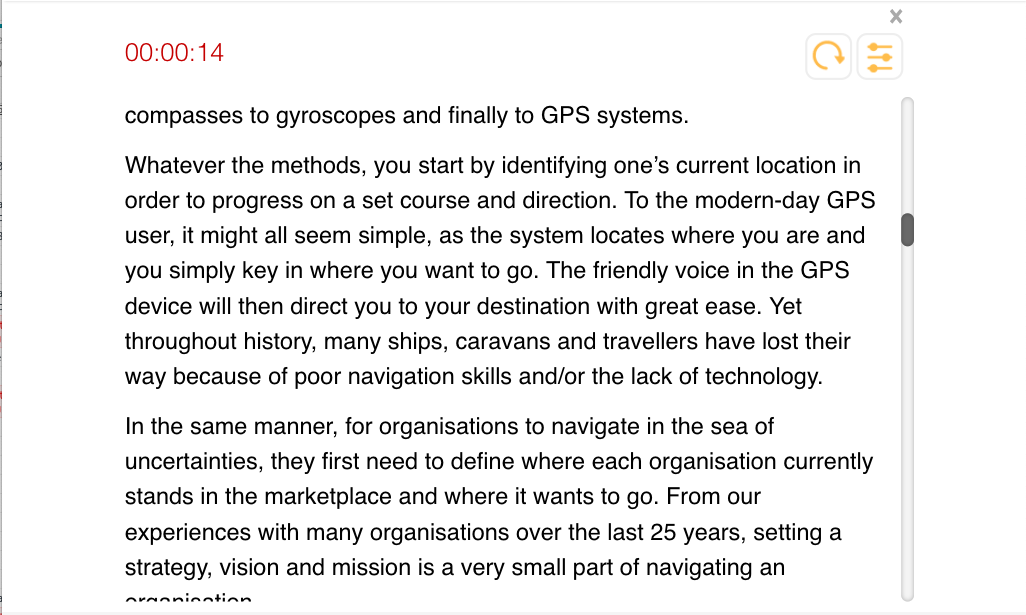 00:00:14
compasses to gyroscopes and finally to GPS systems.
Whatever the methods, you start by identifying one’s current location in
order to progress on a set course and direction. To the modern-day GPS
user, it might all seem simple, as the system locates where you are and
you simply key in where you want to go. The friendly voice in the GPS
device will then direct you to your destination with great ease. Yet
throughout history, many ships, caravans and travellers have lost their
way because of poor navigation skills and/or the lack of technology.
In the same manner, for organisations to navigate in the sea of
uncertainties, they first need to define where each organisation currently
stands in the marketplace and where it wants to go. From our
experiences with many organisations over the last 25 years, setting a
strategy, vision and mission is a very small part of navigating an
organisation